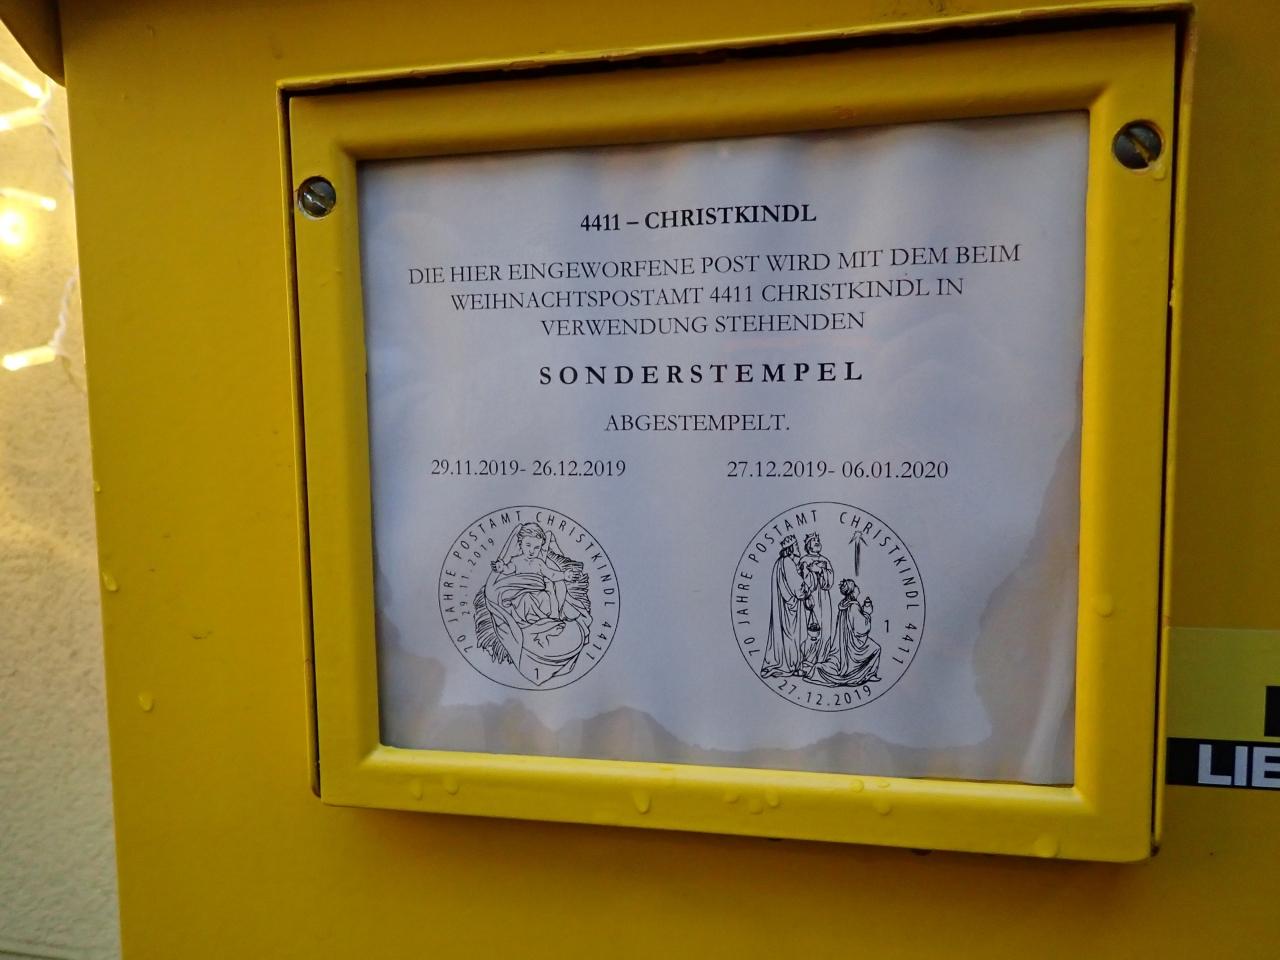 4411 – CHRISTKINDL
DIE HIER EINGEWORFENE POST WIRD MIT DEM BEIM
WEIHNACHTSPOSTAMT 4411 CHRISTKINDL IN
VERWENDUNG STEHENDEN
SONDERSTEMPEL
ABGESTEMPELT.
29.11.2019- 26.12.2019
27.12.2019- 06.01.2020
70 JAHRE POSTAMT CHRISTKINDL 4411
29.11.2019
1
70 JAHRE POSTAMT CHRISTKINDL 4411
1
27.12.2019